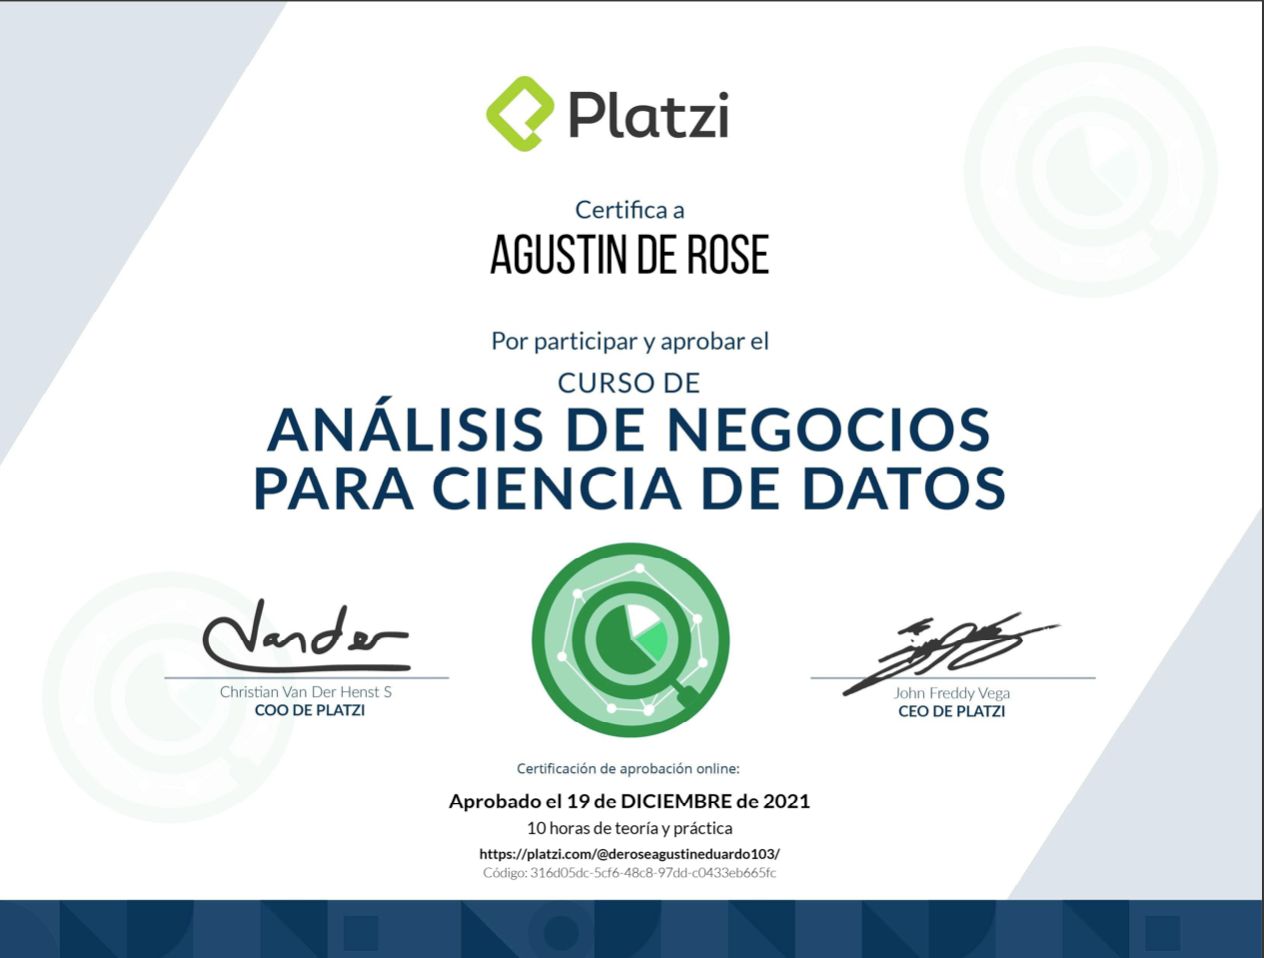 Platzi
Certifica a
AGUSTIN DE ROSE
Por participar y aprobar el
CURSO DE
ANÁLISIS DE NEGOCIOS
PARA CIENCIA DE DATOS
Vander
Christian Van Der Henst S
COO DE PLATZI
John Freddy Vega
CEO DE PLATZI
Certificación de aprobación online:
Aprobado el 19 de DICIEMBRE de 2021
10 horas de teoría y práctica
https://platzi.com/@deroseagustineduardo103/
Código: 316d05dc-5cf6-48c8-97dd-c0433eb665fc